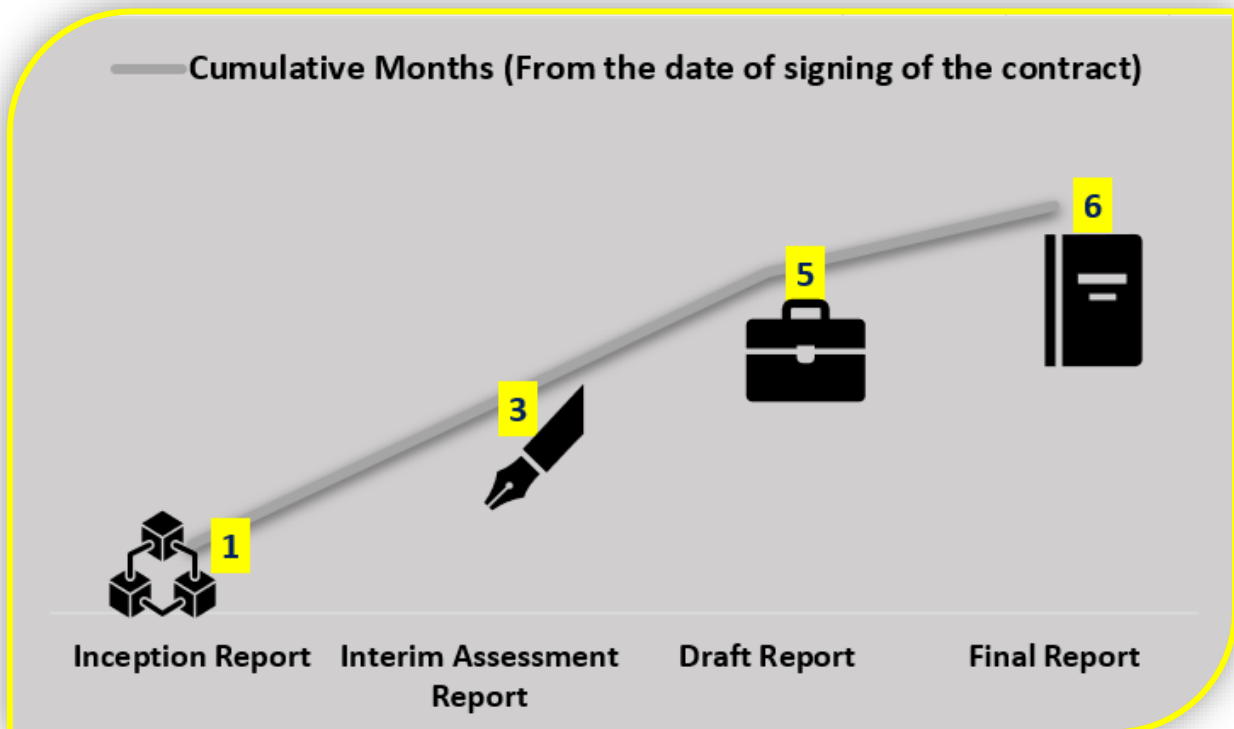 Cumulative Months (From the date of signing of the contract)
6
5
3
1
Inception Report
Interim Assessment
Report
Draft Report
Final Report